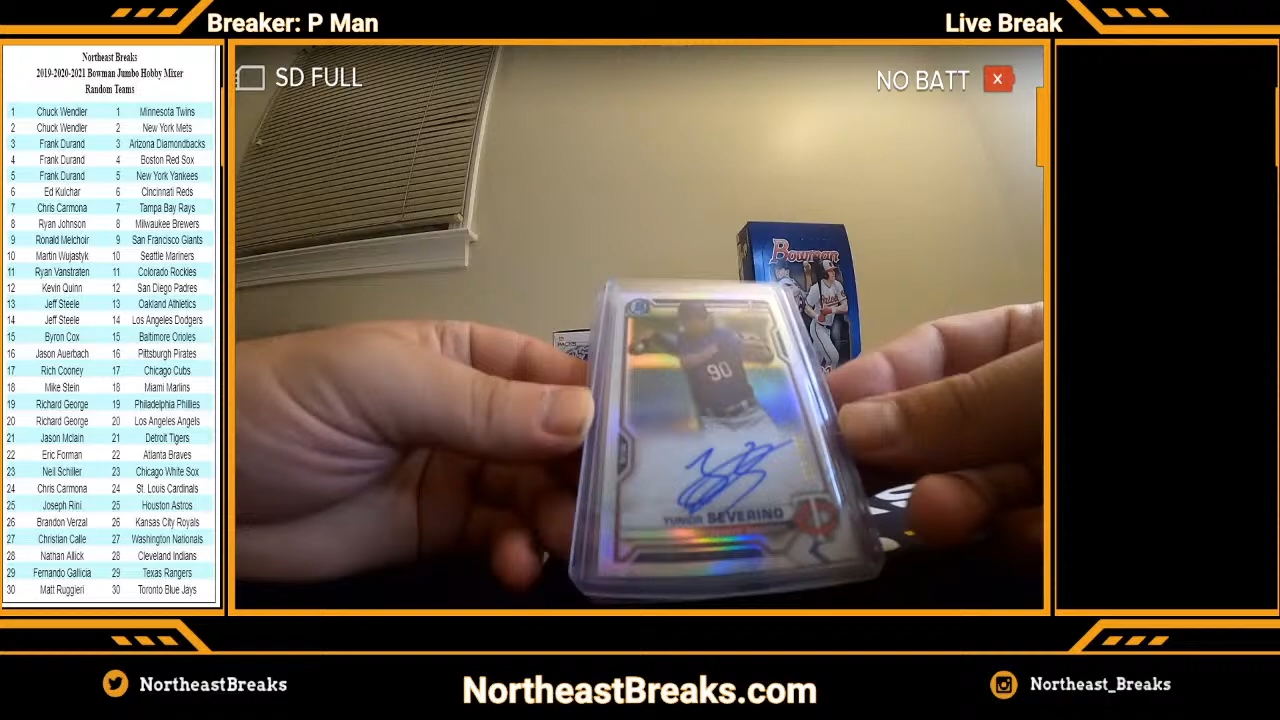 Breaker: P Man
Live Break
Northeast Breaks
2019-2020-2021 Bowman Jumbo Hobby Mixer
Random Teams
1 Chuck Wendler 1 Minnesota Twins
2 Chuck Wendler 2 New York Mets
3 Frank Durand 3 Arizona Diamondbacks
4 Frank Durand 4 Boston Red Sox
5 Frank Durand 5 New York Yankees
6 Ed Kulchar 6 Cincinnati Reds
7 Chris Carmona 7 Tampa Bay Rays
8 Ryan Johnson 8 Milwaukee Brewers
9 Ronald Melchoir 9 San Francisco Giants
10 Martin Wujastyk 10 Seattle Mariners
11 Ryan Vanstraten 11 Colorado Rockies
12 Kevin Quinn 12 San Diego Padres
13 Jeff Steele 13 Oakland Athletics
14 Jeff Steele 14 Los Angeles Dodgers
15 Byron Cox 15 Baltimore Orioles
16 Jason Auerbach 16 Pittsburgh Pirates
17 Rich Cooney 17 Chicago Cubs
18 Mike Stein 18 Miami Marlins
19 Richard George 19 Philadelphia Phillies
20 Richard George 20 Los Angeles Angels
21 Jason Mclain 21 Detroit Tigers
22 Eric Forman 22 Atlanta Braves
23 Neil Schiller 23 Chicago White Sox
24 Chris Carmona 24 St. Louis Cardinals
25 Joseph Rini 25 Houston Astros
26 Brandon Verzal 26 Kansas City Royals
27 Christian Calle 27 Washington Nationals
28 Nathan Allick 28 Cleveland Indians
29 Fernando Gallicia 29 Texas Rangers
30 Matt Ruggieri 30 Toronto Blue Jays
SD FULL
NO BATT
Bowman
90
YUNIOR SEVERINO
NortheastBreaks
NortheastBreaks.com
Northeast_Breaks